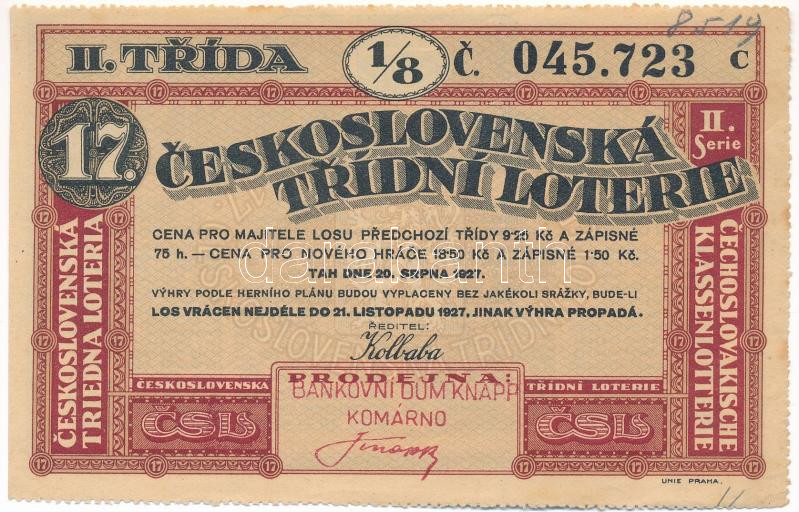 8519
II. TŘÍDA 1/8 Č. 045.723 C
17.
ČESKOSLOVENSKÁ
TŘÍDNÍ LOTERIE
II.
Serie
CENA PRO MAJITELE LOSU PŘEDCHOZÍ TŘÍDY 9·25 Kč A ZÁPISNÉ
75 h. — CENA PRO NOVÉHO HRÁČE 18·50 Kč A ZÁPISNÉ 1·50 Kč.
TAH DNE 20. SRPNA 1927.
VÝHRY PODLE HERNÍHO PLÁNU BUDOU VYPLACENY BEZ JAKÉKOLI SRÁŽKY, BUDE-LI
LOS VRÁCEN NEJDÉLE DO 21. LISTOPADU 1927, JINAK VÝHRA PROPADÁ.
ŘEDITEL:
Kolbaba
ČESKOSLOVENSKÁ
TRIEDNA LOTERIA
ČECHOSLOVAKISCHE
KLASSENLOTTERIE
PRODEJNA:
ČESKOSLOVENSKÁ
TŘÍDNÍ LOTERIE
BANKOVNÍ DŮM KNAPP
KOMÁRNO
ČSL
ČSL
UNIE PRAHA.
11
darabanth.com